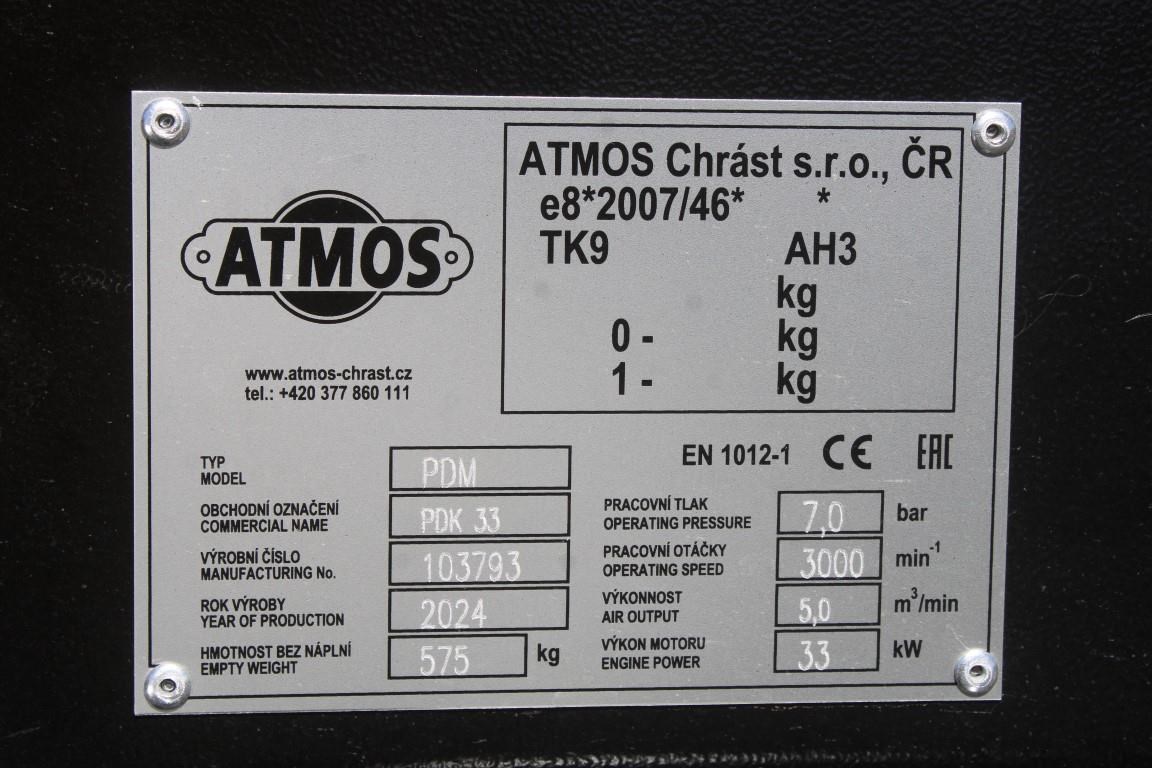 ATMOS Chrást s.r.o., ČR
e8*2007/46* *
TK9 AH3
kg
0 - kg
1 - kg
ATMOS
www.atmos-chrast.cz
tel.: +420 377 860 111
EN 1012-1 CE EAC
TYP
MODEL
PDM
OBCHODNÍ OZNAČENÍ
COMMERCIAL NAME
PDK 33
VÝROBNÍ ČÍSLO
MANUFACTURING No.
103793
ROK VÝROBY
YEAR OF PRODUCTION
2024
HMOTNOST BEZ NÁPLNÍ
EMPTY WEIGHT
575 kg
PRACOVNÍ TLAK
OPERATING PRESSURE
7,0 bar
PRACOVNÍ OTÁČKY
OPERATING SPEED
3000 min⁻¹
VÝKONNOST
AIR OUTPUT
5,0 m³/min
VÝKON MOTORU
ENGINE POWER
33 kW